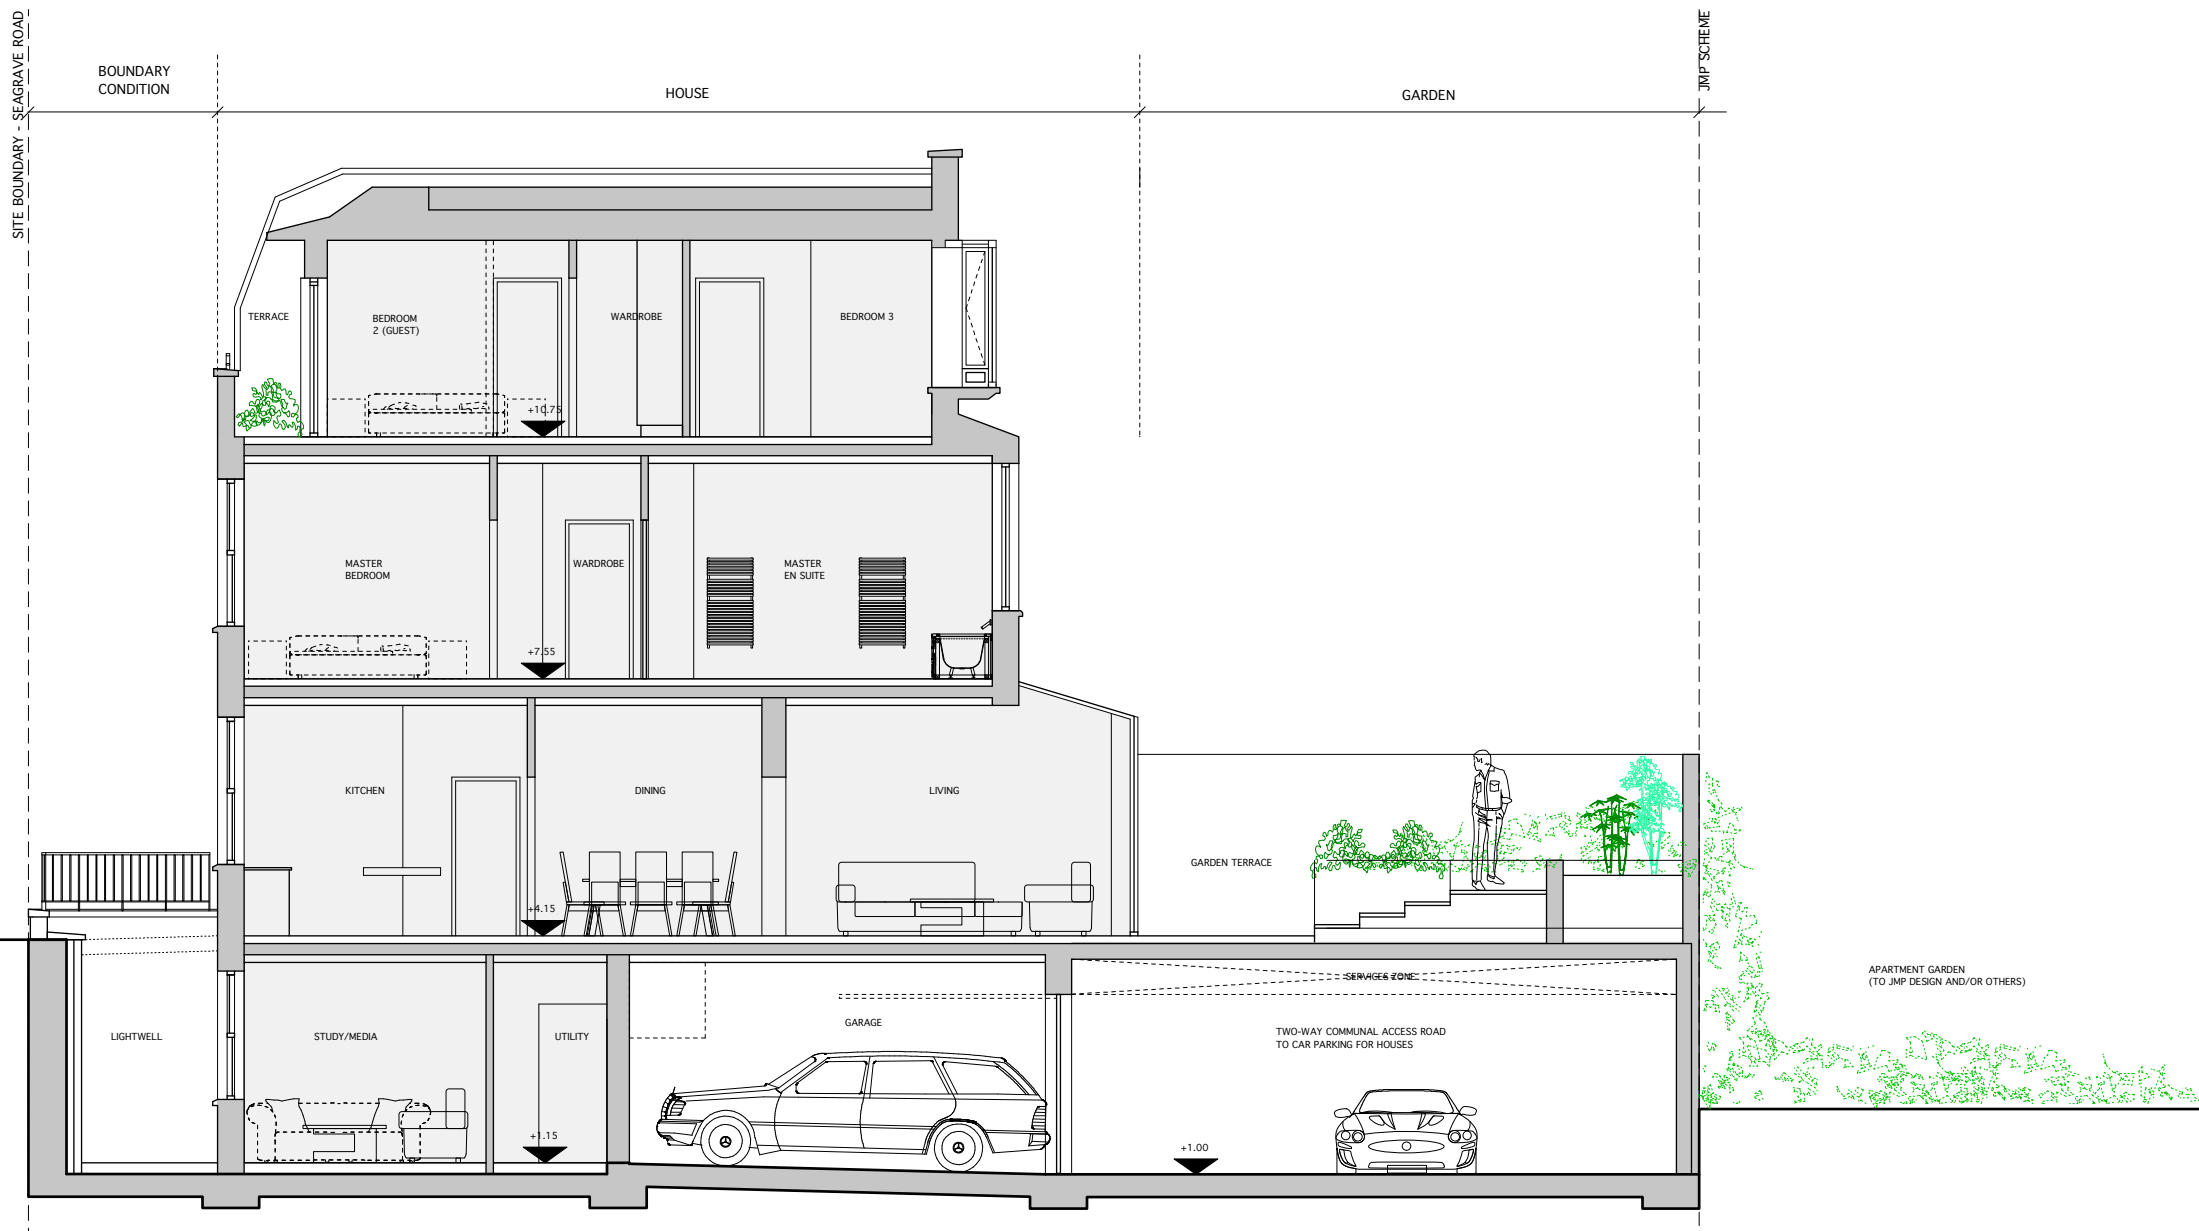 SITE BOUNDARY - SEAGRAVE ROAD
BOUNDARY
CONDITION
HOUSE
GARDEN
JMP SCHEME
TERRACE
BEDROOM
2 (GUEST)
WARDROBE
BEDROOM 3
+10.75
MASTER
BEDROOM
WARDROBE
MASTER
EN SUITE
+7.55
KITCHEN
DINING
LIVING
GARDEN TERRACE
+4.15
SERVICES ZONE
APARTMENT GARDEN
(TO JMP DESIGN AND/OR OTHERS)
LIGHTWELL
STUDY/MEDIA
UTILITY
GARAGE
TWO-WAY COMMUNAL ACCESS ROAD
TO CAR PARKING FOR HOUSES
+1.15
+1.00